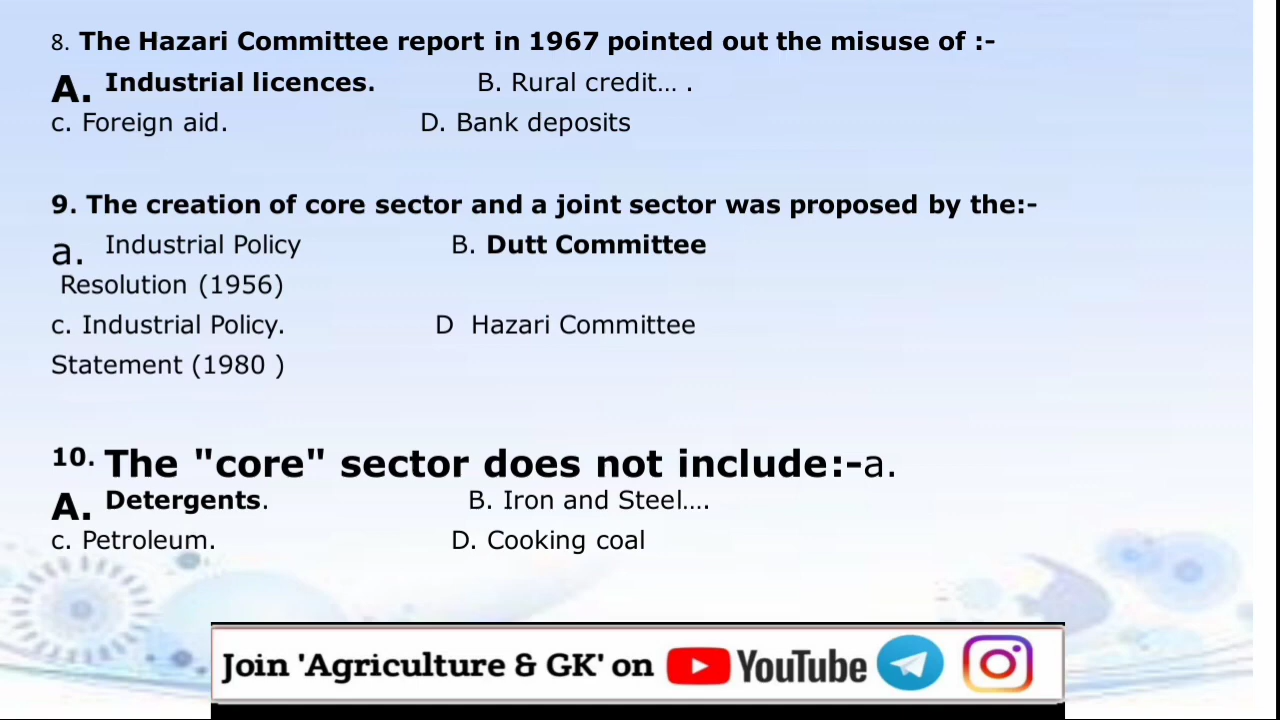 8. The Hazari Committee report in 1967 pointed out the misuse of :-
A. Industrial licences. B. Rural credit... .
c. Foreign aid. D. Bank deposits
9. The creation of core sector and a joint sector was proposed by the:-
a. Industrial Policy B. Dutt Committee
Resolution (1956)
c. Industrial Policy. D Hazari Committee
Statement (1980 )
10. The "core" sector does not include:-a.
A. Detergents. B. Iron and Steel....
c. Petroleum. D. Cooking coal
Join 'Agriculture & GK' on YouTube